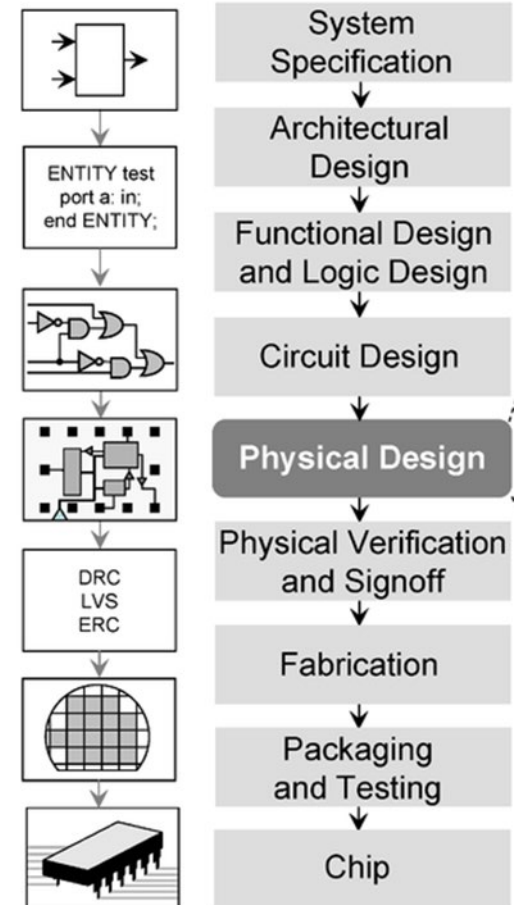 System
Specification
Architectural
Design
ENTITY test
port a: in;
end ENTITY;
Functional Design
and Logic Design
Circuit Design
Physical Design
DRC
LVS
ERC
Physical Verification
and Signoff
Fabrication
Packaging
and Testing
Chip